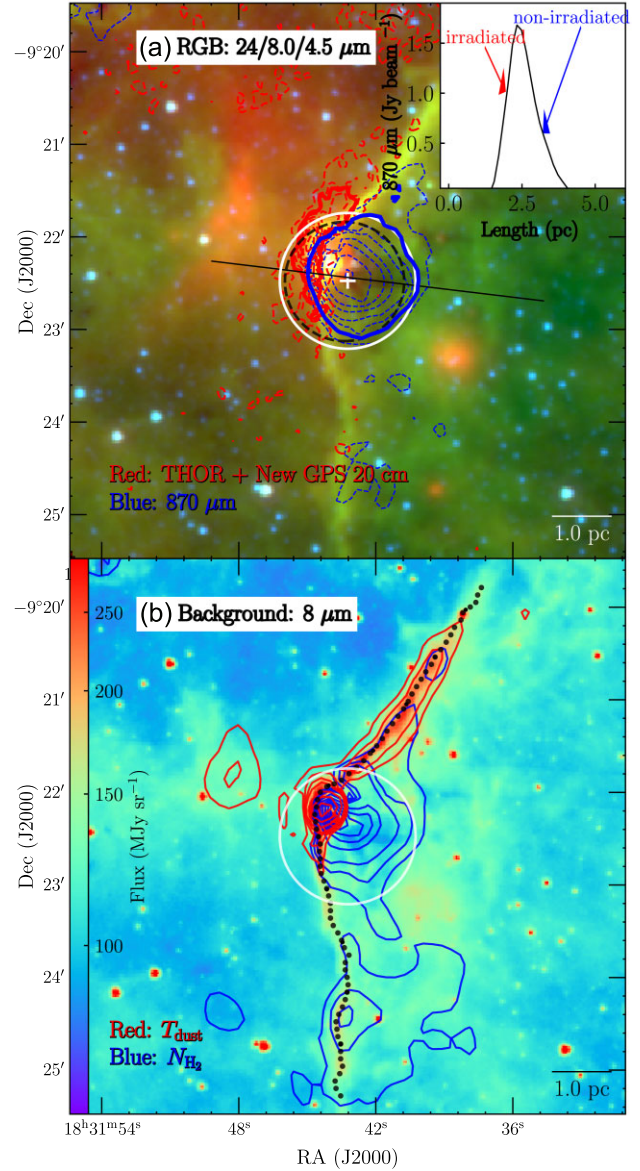 (a) RGB: 24/8.0/4.5 μm
irradiated
non-irradiated
870 μm (Jy beam⁻¹)
1.5
1.0
0.5
0.0
2.5
5.0
Length (pc)
−9°20′
21′
22′
23′
24′
25′
Dec (J2000)
Red: THOR + New GPS 20 cm
Blue: 870 μm
1.0 pc
(b) Background: 8 μm
250
200
150
100
Flux (MJy sr⁻¹)
−9°20′
21′
22′
23′
24′
25′
Dec (J2000)
Red: T_dust
Blue: N_H₂
1.0 pc
18ʰ31ᵐ54ˢ
48ˢ
42ˢ
36ˢ
RA (J2000)